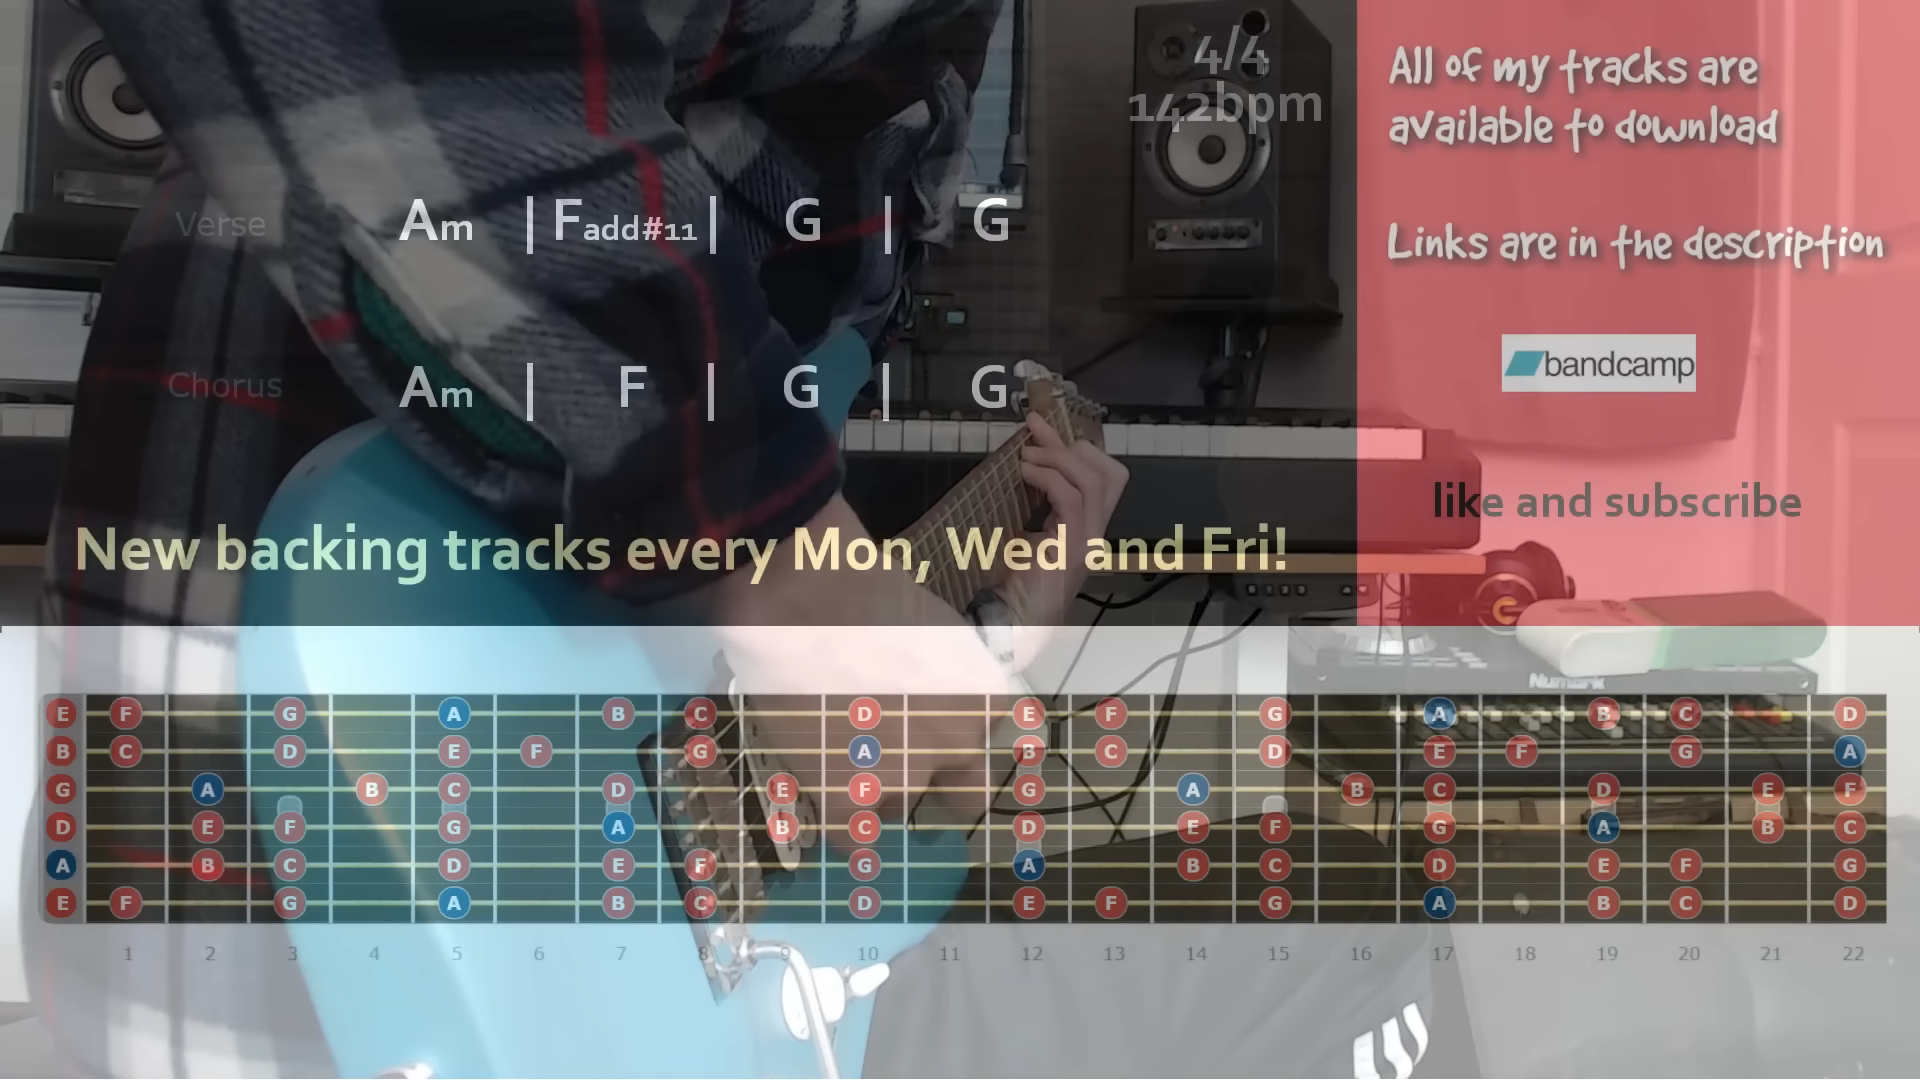 4/4
142bpm
Verse Am | Fadd#11 | G | G
Chorus Am | F | G | G
New backing tracks every Mon, Wed and Fri!
All of my tracks are
available to download
Links are in the description
bandcamp
like and subscribe
Numark
E F G A B C D E F G A B C D
B C D E F G A B C D E F G A
G A B C D E F G A B C D E F
D E F G A B C D E F G A B C
A B C D E F G A B C D E F G
E F G A B C D E F G A B C D
1 2 3 4 5 6 7 8 9 10 11 12 13 14 15 16 17 18 19 20 21 22